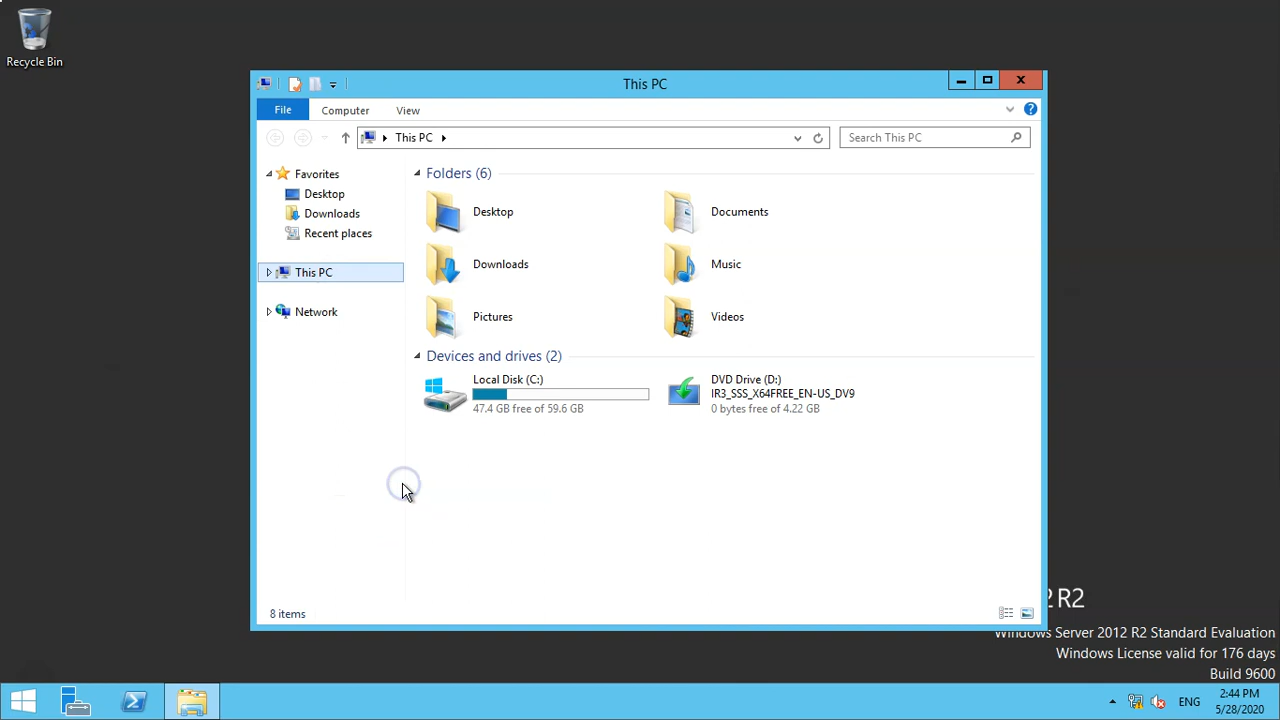 Recycle Bin
This PC
File
Computer
View
This PC
Search This PC
Favorites
Desktop
Downloads
Recent places
This PC
Network
Folders (6)
Desktop
Documents
Downloads
Music
Pictures
Videos
Devices and drives (2)
Local Disk (C:)
47.4 GB free of 59.6 GB
DVD Drive (D:)
IR3_SSS_X64FREE_EN-US_DV9
0 bytes free of 4.22 GB
8 items
R2
Windows Server 2012 R2 Standard Evaluation
Windows License valid for 176 days
Build 9600
ENG
2:44 PM
5/28/2020